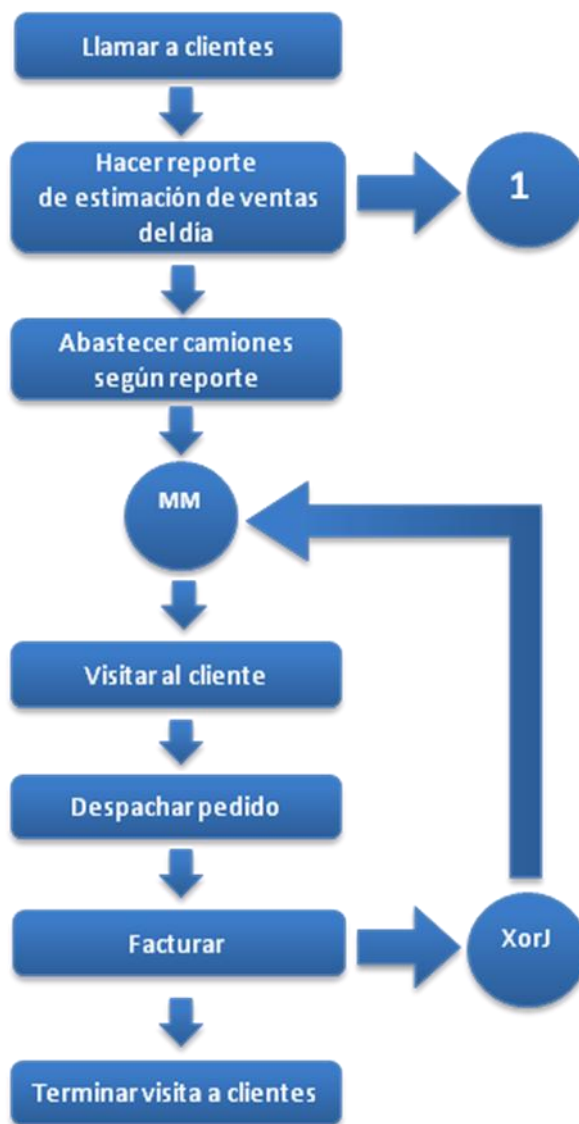 Llamar a clientes
Hacer reporte
de estimación de ventas
del día
1
Abastecer camiones
según reporte
MM
Visitar al cliente
Despachar pedido
Facturar
XorJ
Terminar visita a clientes